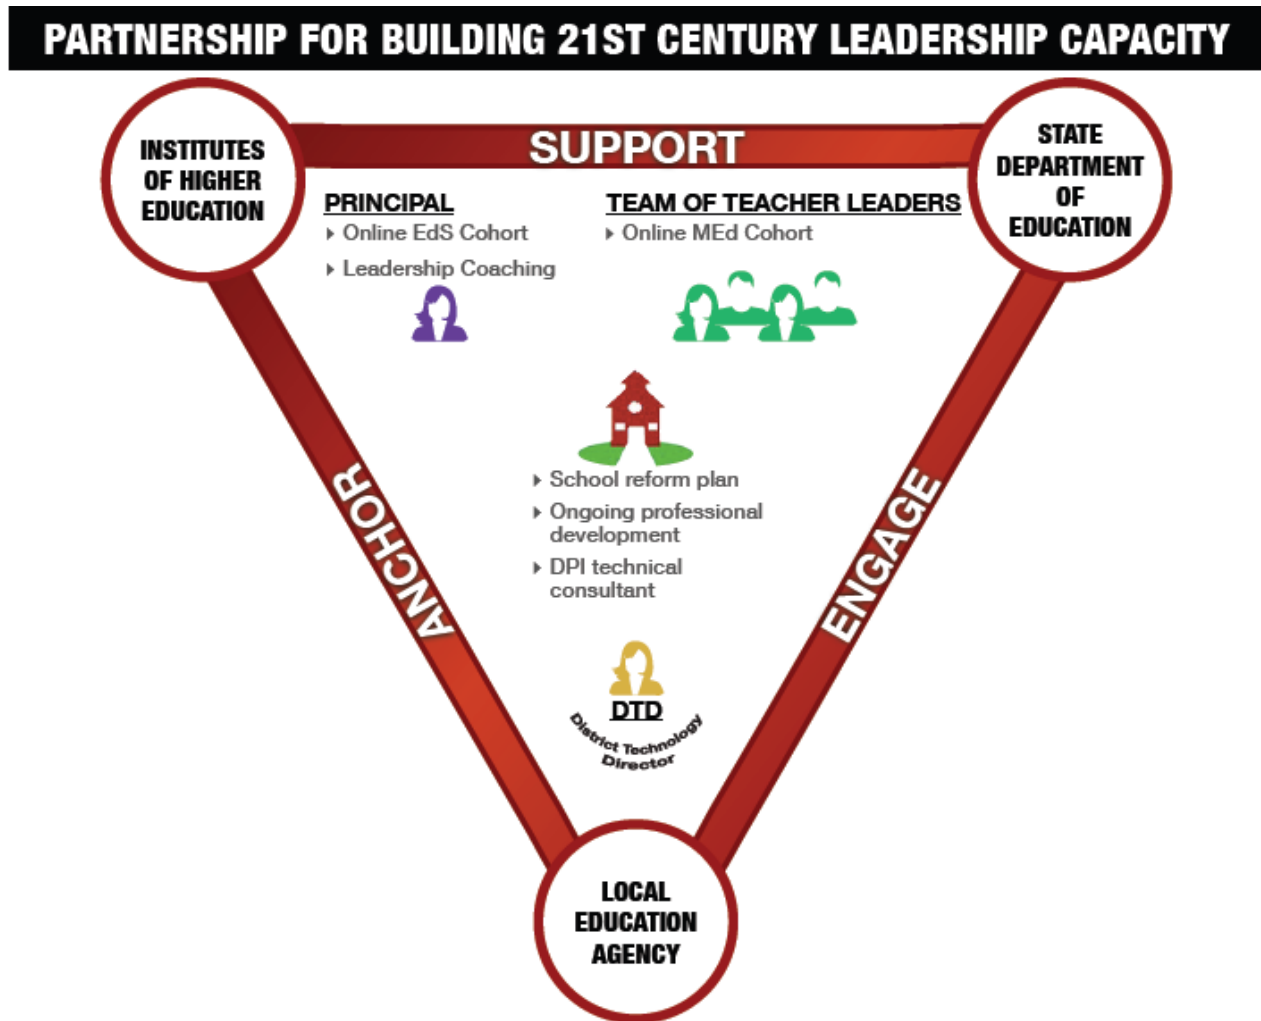 PARTNERSHIP FOR BUILDING 21ST CENTURY LEADERSHIP CAPACITY
INSTITUTES
OF HIGHER
EDUCATION
SUPPORT
STATE
DEPARTMENT
OF
EDUCATION
PRINCIPAL
Online EdS Cohort
Leadership Coaching
TEAM OF TEACHER LEADERS
Online MEd Cohort
School reform plan
Ongoing professional
development
DPI technical
consultant
ANCHOR
ENGAGE
DTD
District Technology
Director
LOCAL
EDUCATION
AGENCY